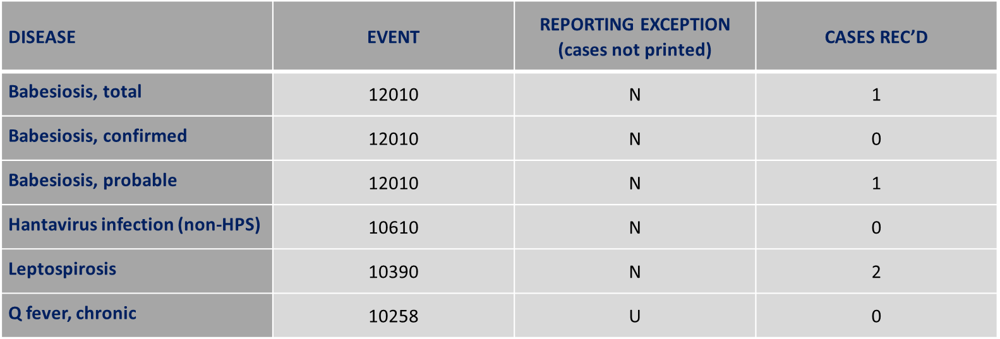 DISEASE EVENT REPORTING EXCEPTION (cases not printed) CASES REC’D
Babesiosis, total 12010 N 1
Babesiosis, confirmed 12010 N 0
Babesiosis, probable 12010 N 1
Hantavirus infection (non-HPS) 10610 N 0
Leptospirosis 10390 N 2
Q fever, chronic 10258 U 0